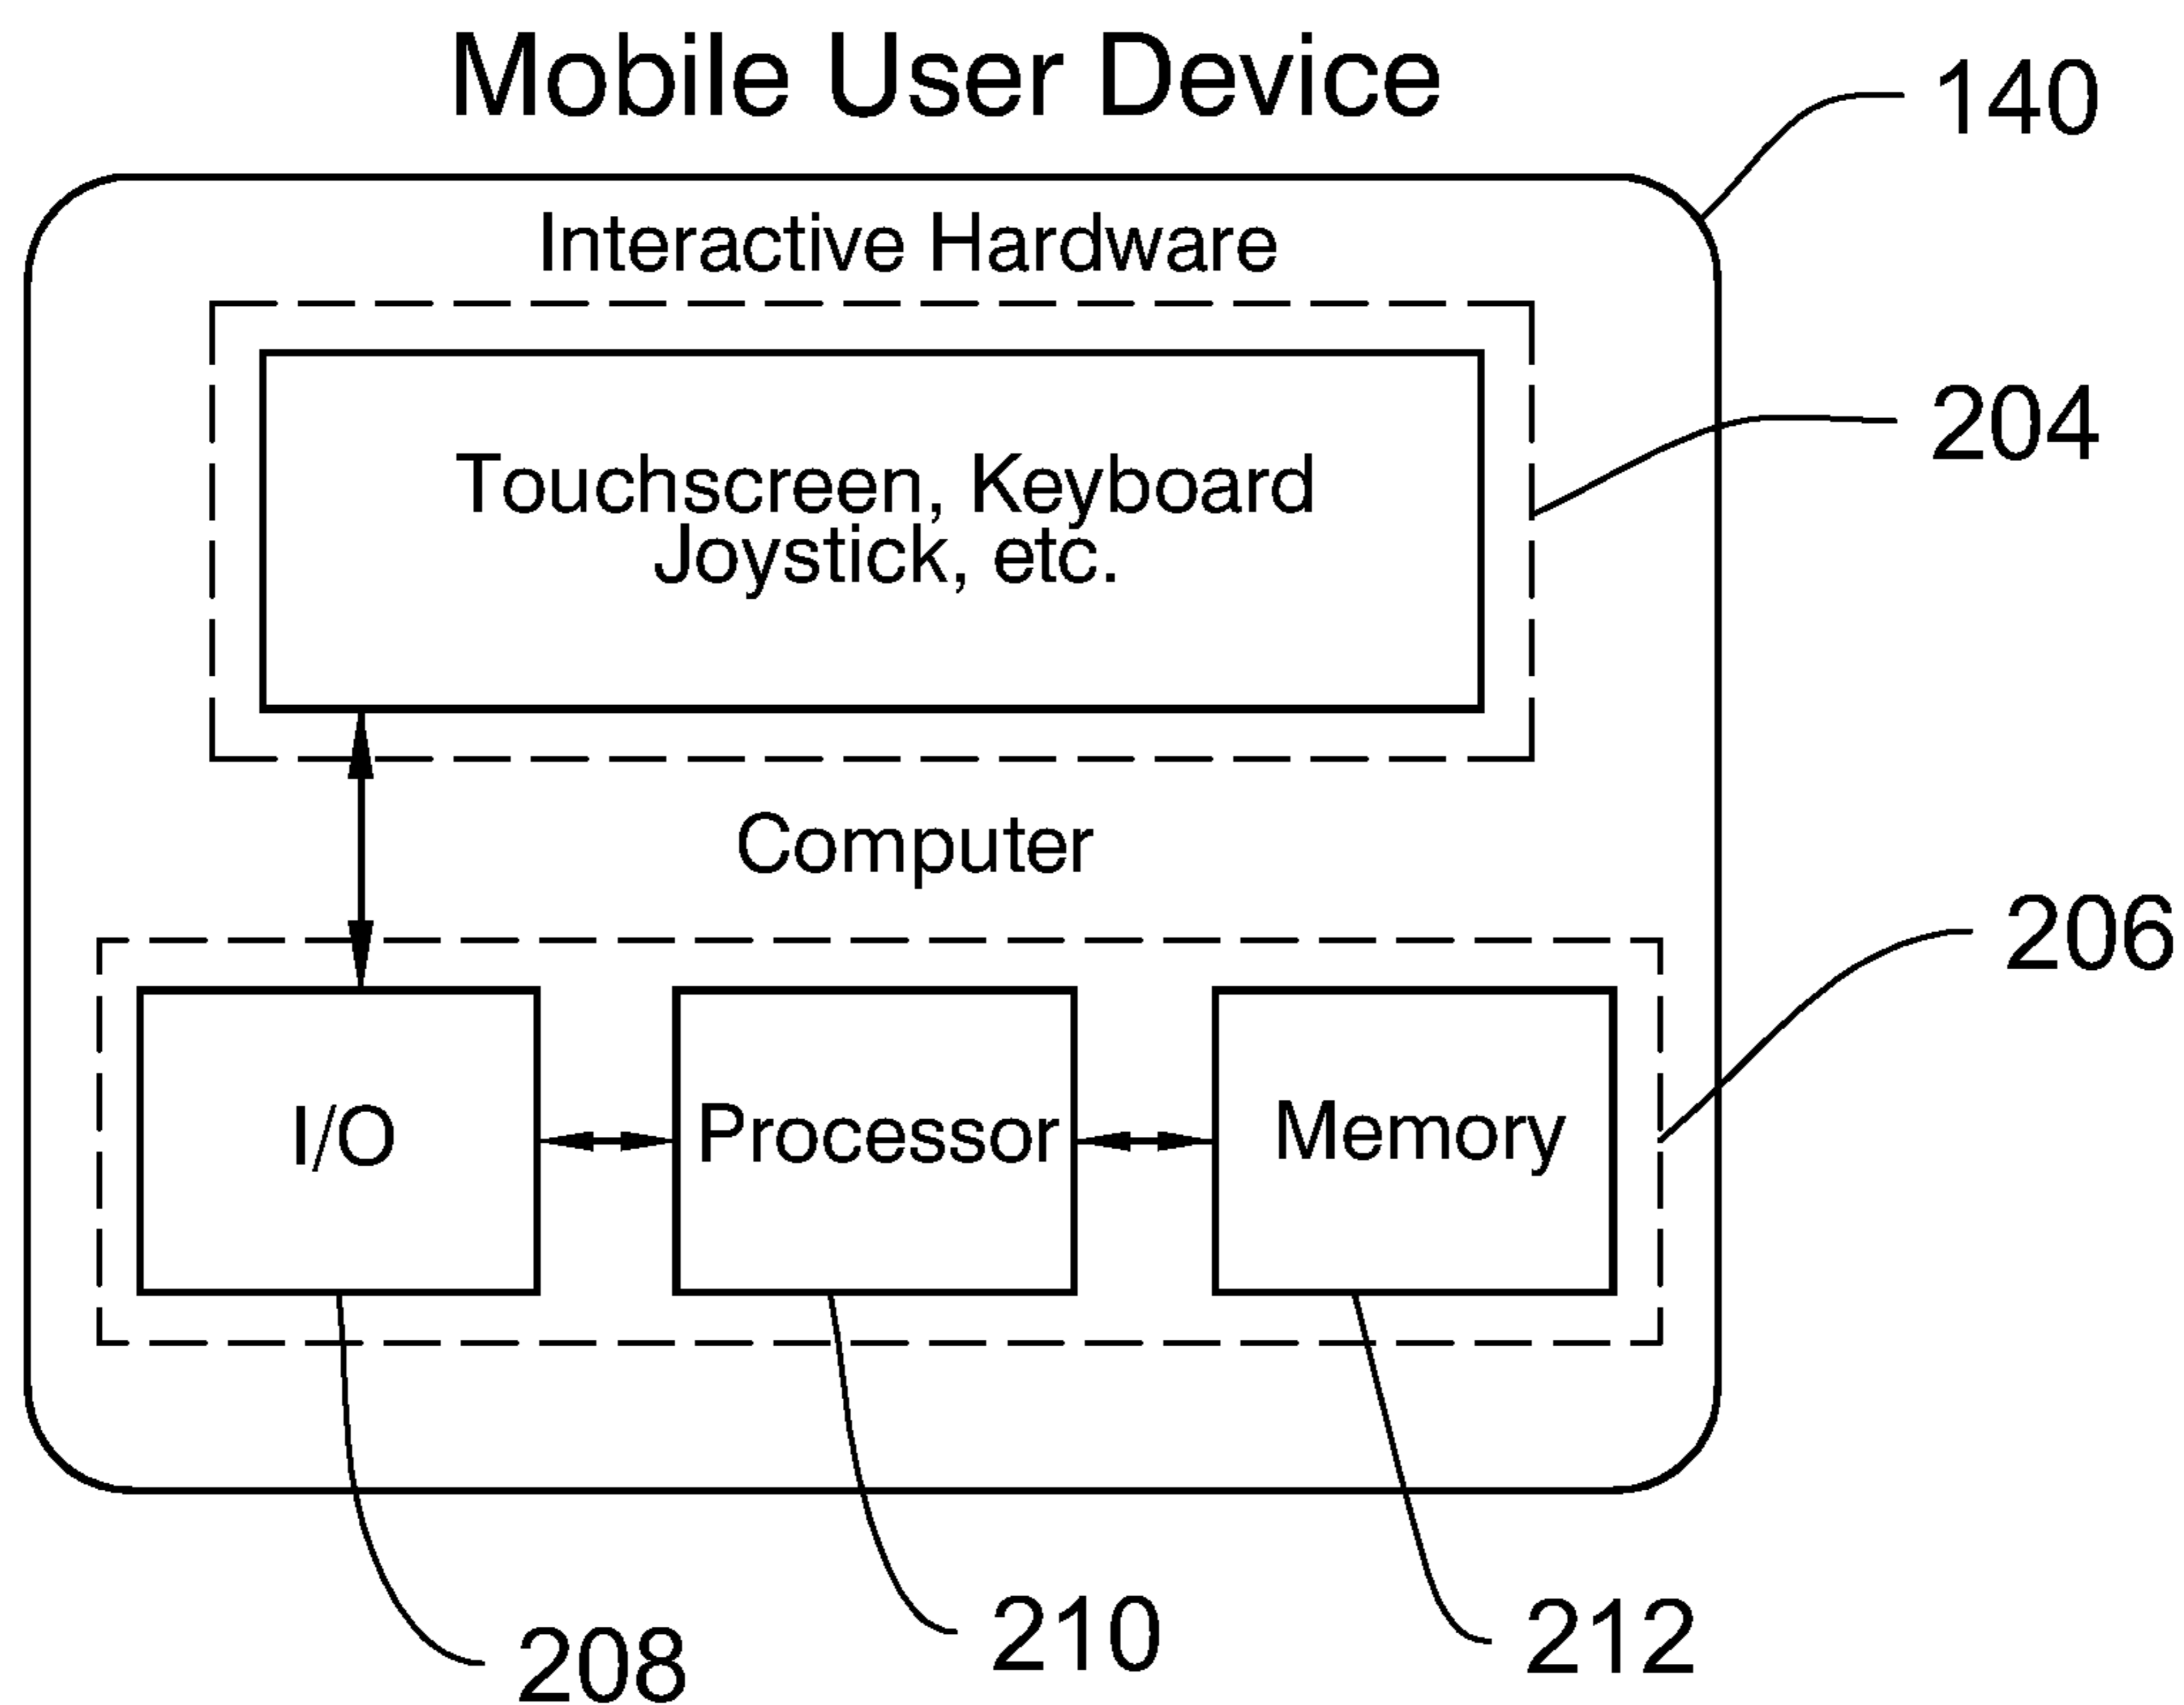 Mobile User Device
140
Interactive Hardware
Touchscreen, Keyboard
Joystick, etc.
204
Computer
206
I/O
Processor
Memory
208
210
212